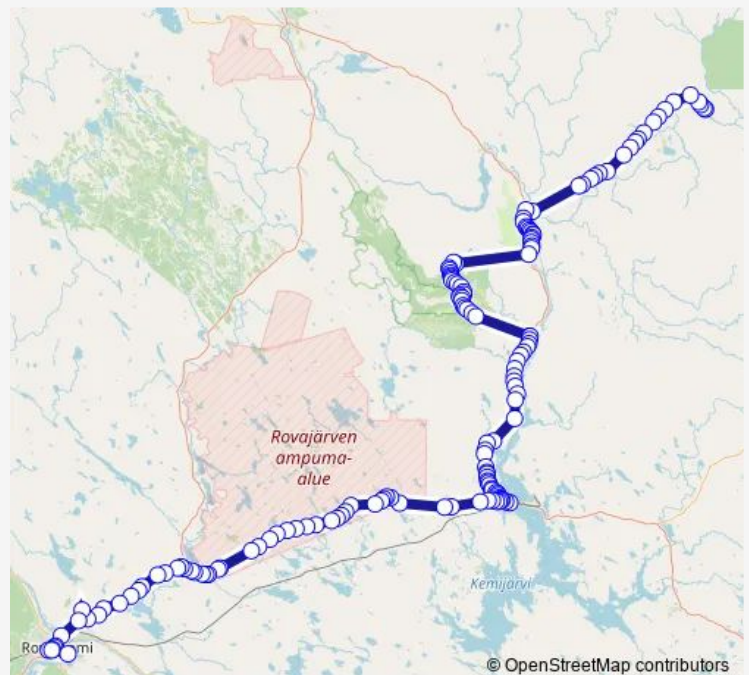 Rovajärven
ampuma-
alue
Kemijärvi
© OpenStreetMap contributors